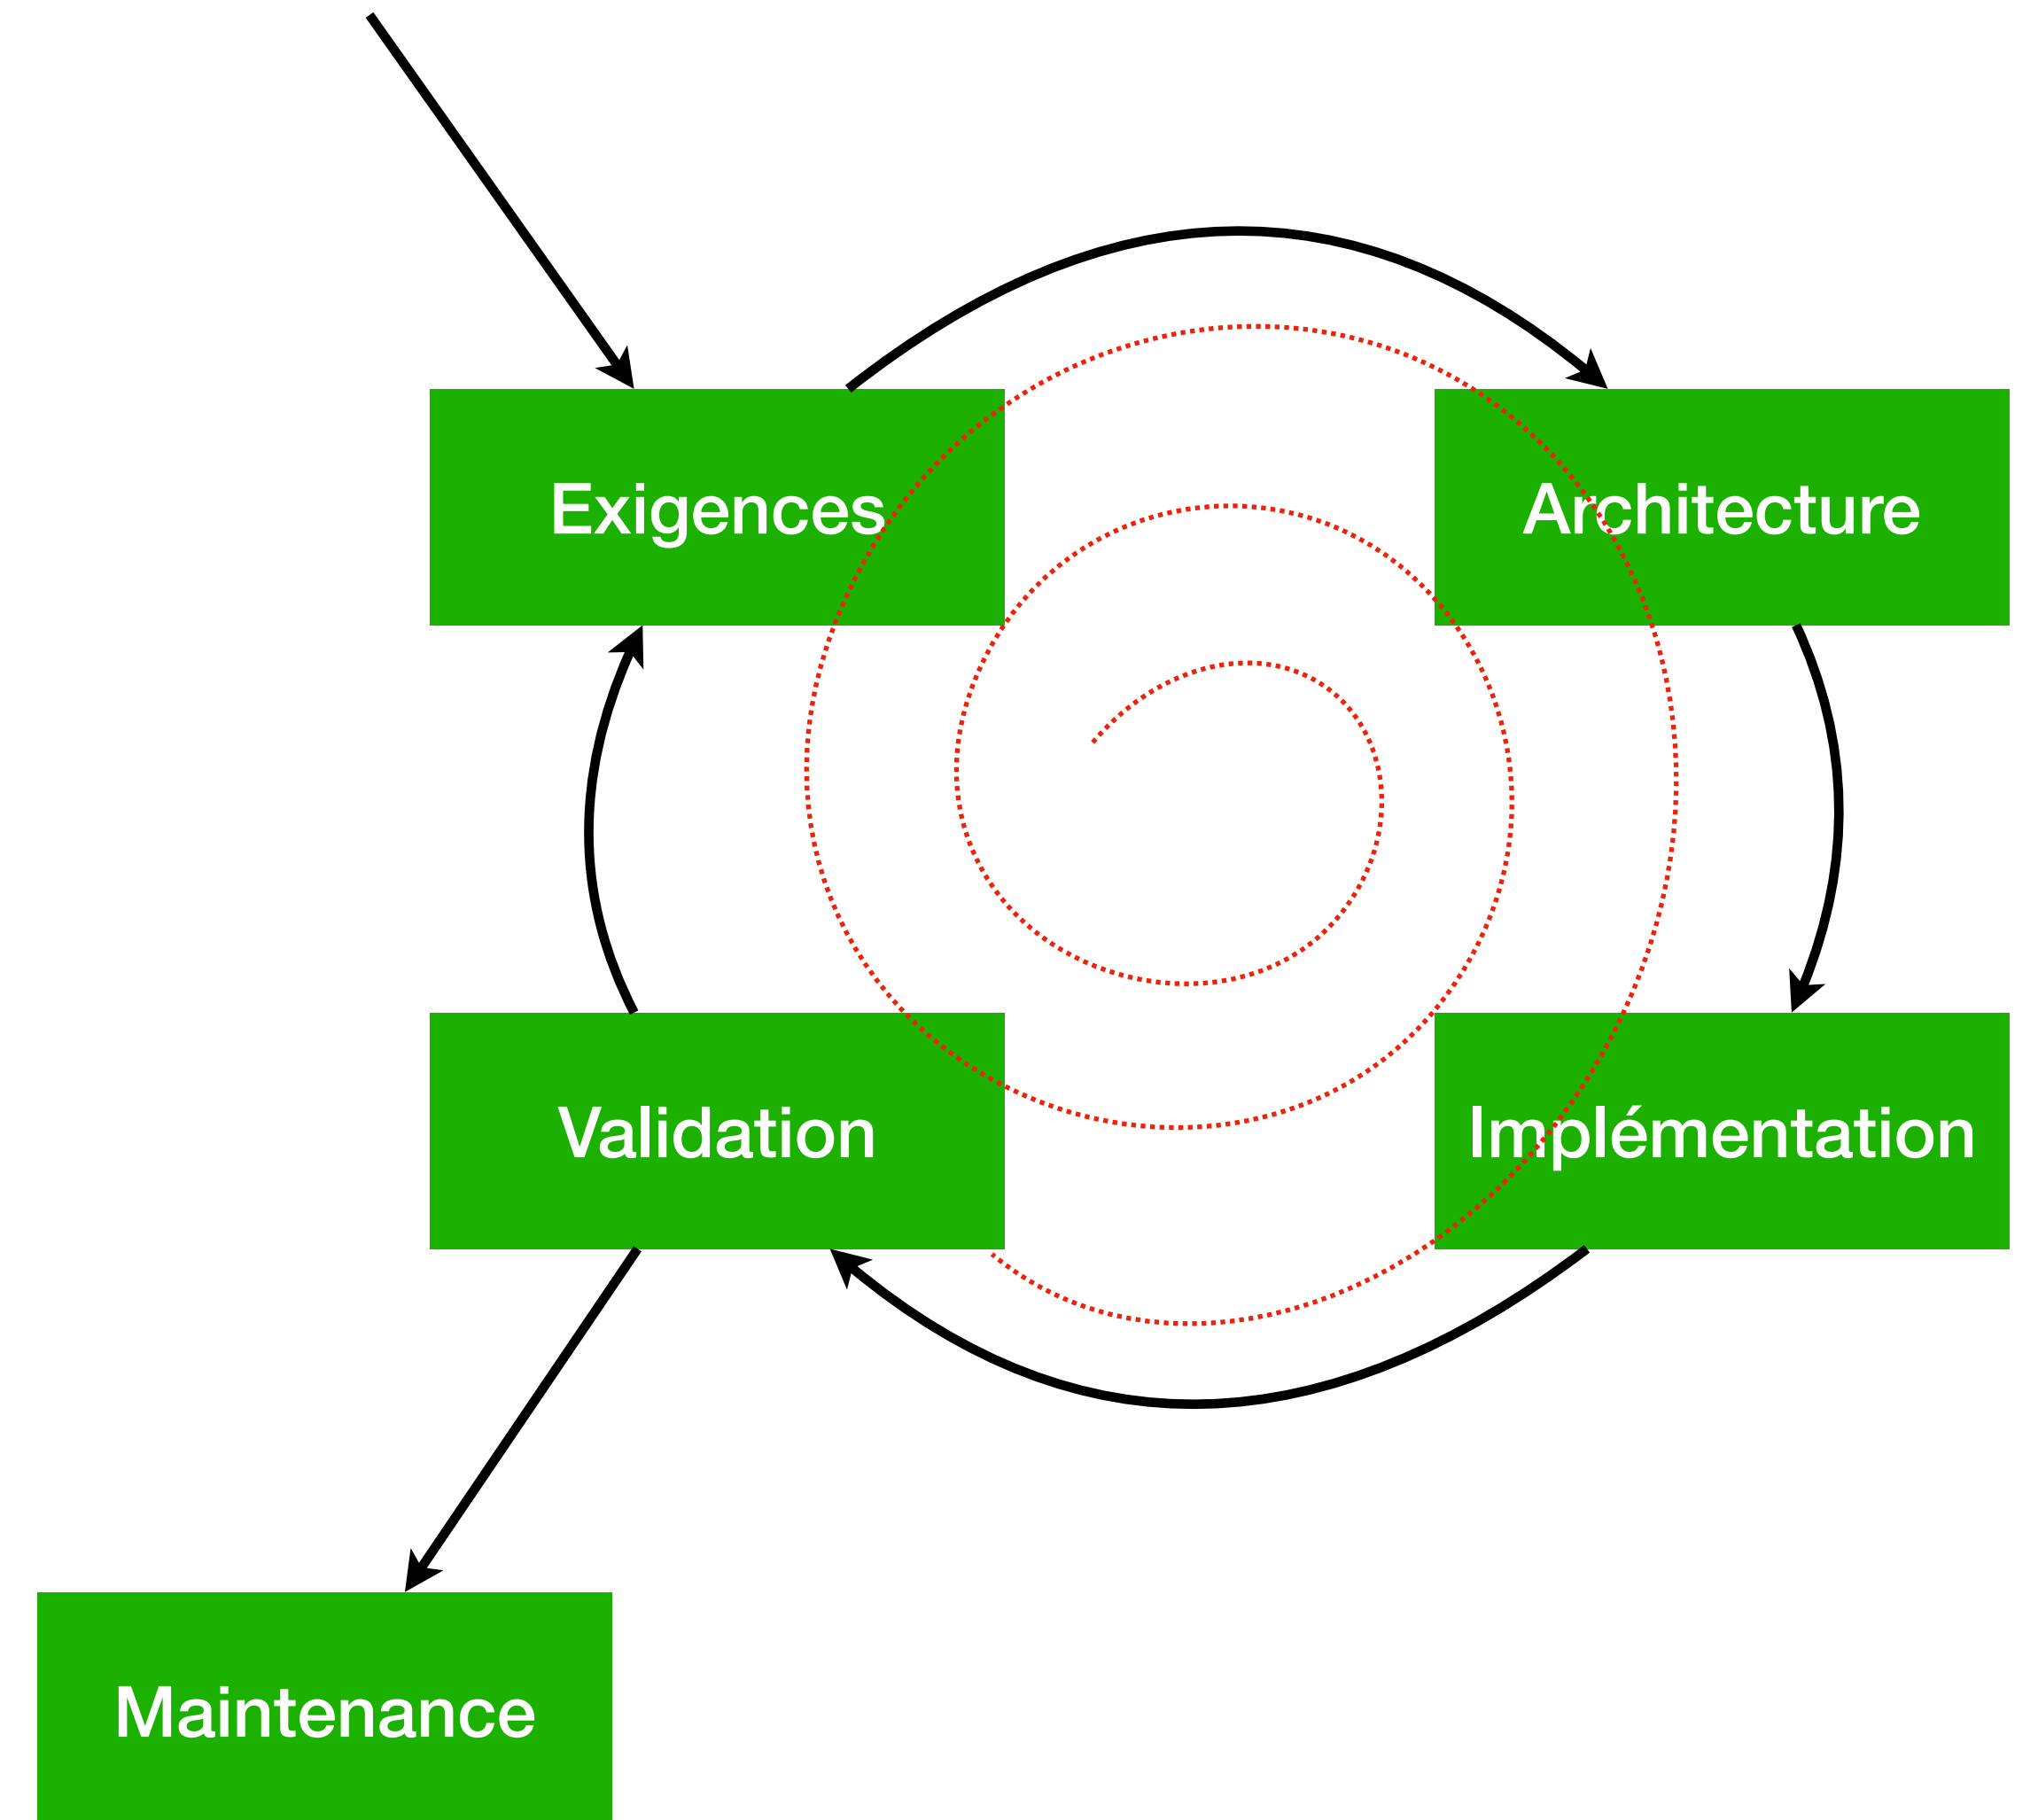 Exigences
Architecture
Validation
Implémentation
Maintenance